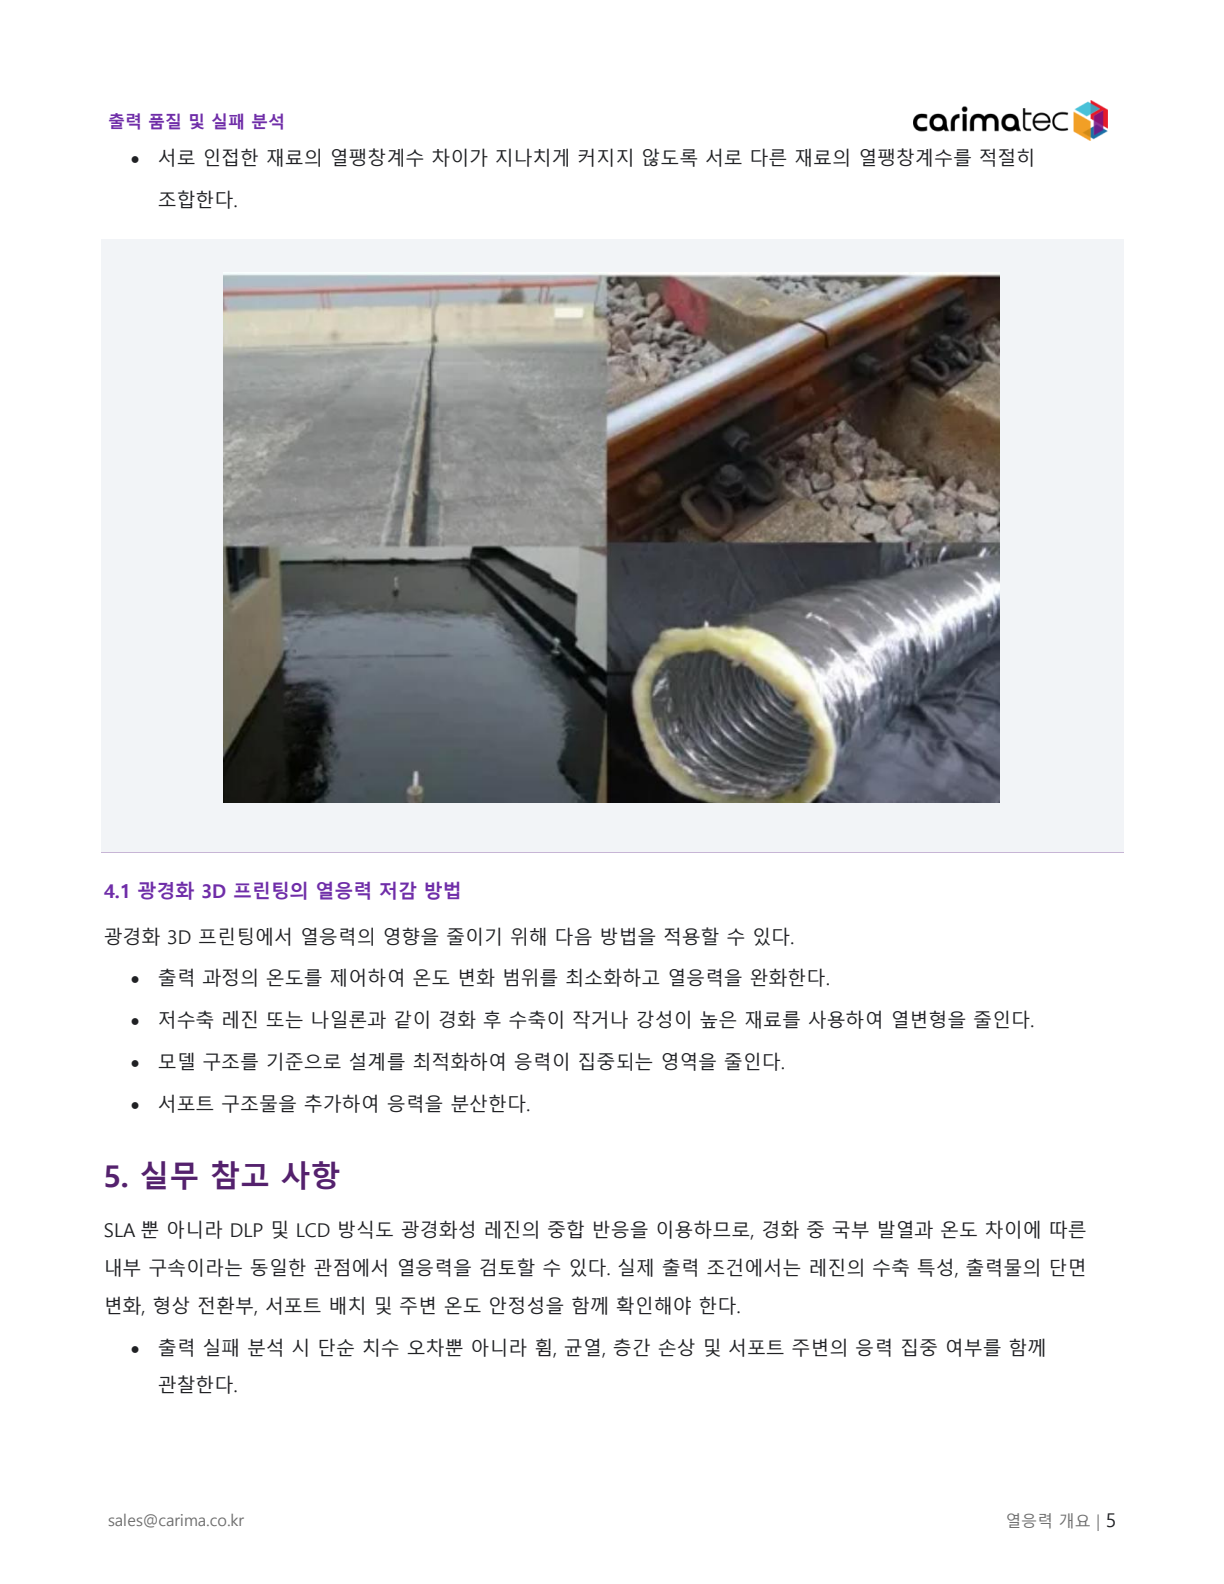 출력 품질 및 실패 분석
carimatec
• 서로 인접한 재료의 열팽창계수 차이가 지나치게 커지지 않도록 서로 다른 재료의 열팽창계수를 적절히
조합한다.
4.1 광경화 3D 프린팅의 열응력 저감 방법
광경화 3D 프린팅에서 열응력의 영향을 줄이기 위해 다음 방법을 적용할 수 있다.
• 출력 과정의 온도를 제어하여 온도 변화 범위를 최소화하고 열응력을 완화한다.
• 저수축 레진 또는 나일론과 같이 경화 후 수축이 작거나 강성이 높은 재료를 사용하여 열변형을 줄인다.
• 모델 구조를 기준으로 설계를 최적화하여 응력이 집중되는 영역을 줄인다.
• 서포트 구조물을 추가하여 응력을 분산한다.
5. 실무 참고 사항
SLA 뿐 아니라 DLP 및 LCD 방식도 광경화성 레진의 중합 반응을 이용하므로, 경화 중 국부 발열과 온도 차이에 따른
내부 구속이라는 동일한 관점에서 열응력을 검토할 수 있다. 실제 출력 조건에서는 레진의 수축 특성, 출력물의 단면
변화, 형상 전환부, 서포트 배치 및 주변 온도 안정성을 함께 확인해야 한다.
• 출력 실패 분석 시 단순 치수 오차뿐 아니라 휨, 균열, 층간 손상 및 서포트 주변의 응력 집중 여부를 함께
관찰한다.
sales@carima.co.kr
열응력 개요 | 5